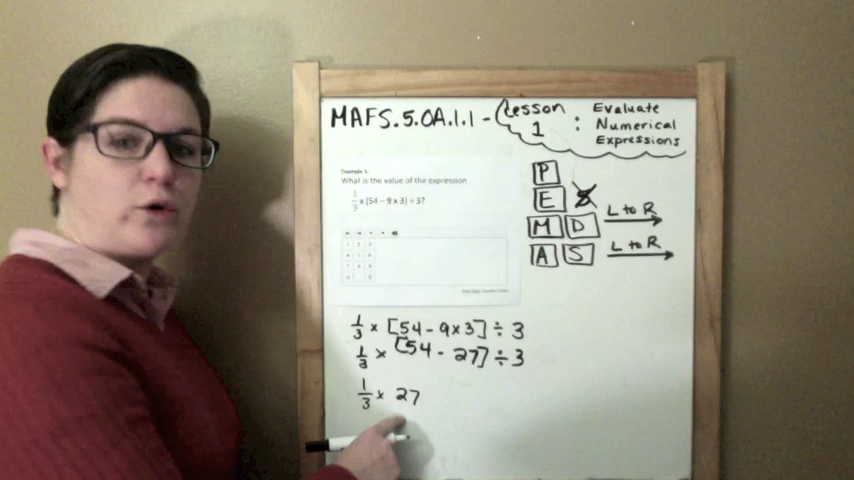 MAFS.5.OA.1.1 - Lesson 1 : Evaluate Numerical Expressions
Example 3:
What is the value of the expression
1/3 x [54 - 9 x 3] ÷ 3?
P
E
M D L to R
A S L to R
1/3 × [54 - 9 x 3] ÷ 3
1/3 × [54 - 27] ÷ 3
1/3 × 27